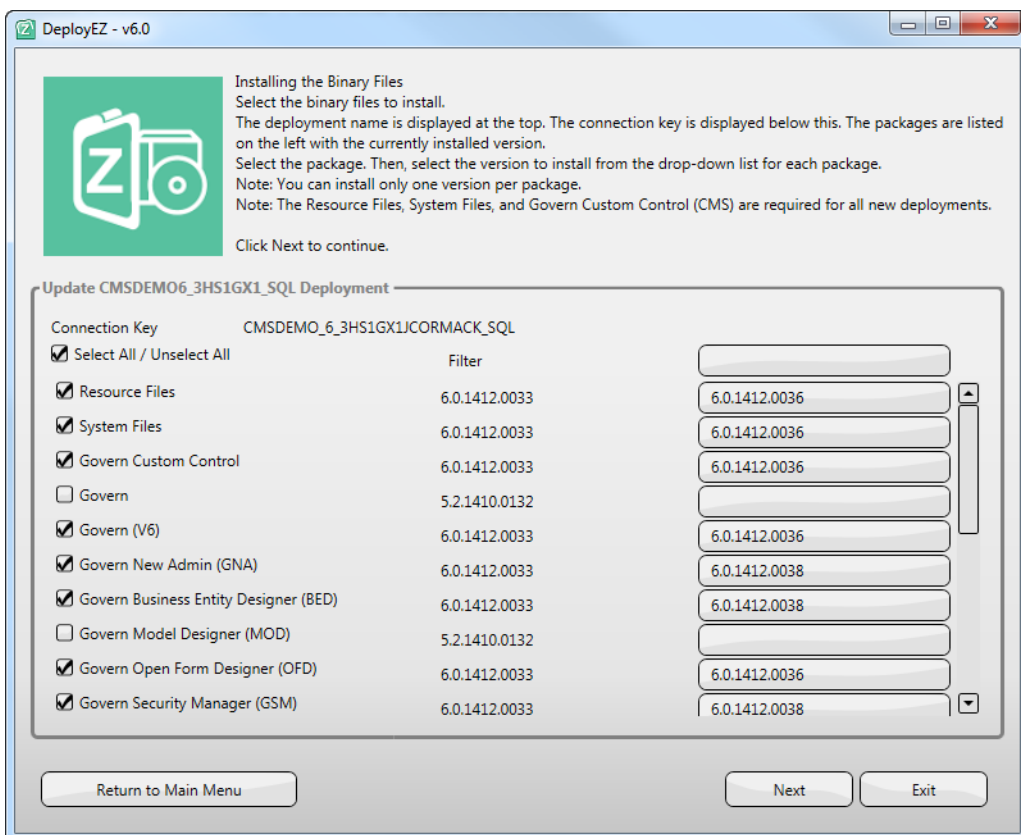 DeployEZ - v6.0
Z
Installing the Binary Files
Select the binary files to install.
The deployment name is displayed at the top. The connection key is displayed below this. The packages are listed
on the left with the currently installed version.
Select the package. Then, select the version to install from the drop-down list for each package.
Note: You can install only one version per package.
Note: The Resource Files, System Files, and Govern Custom Control (CMS) are required for all new deployments.
Click Next to continue.
Update CMSDEMO6_3HS1GX1_SQL Deployment
Connection Key CMSDEMO_6_3HS1GX1JCORMACK_SQL
Select All / Unselect All Filter
Resource Files 6.0.1412.0033 6.0.1412.0036
System Files 6.0.1412.0033 6.0.1412.0036
Govern Custom Control 6.0.1412.0033 6.0.1412.0036
Govern 5.2.1410.0132
Govern (V6) 6.0.1412.0033 6.0.1412.0036
Govern New Admin (GNA) 6.0.1412.0033 6.0.1412.0038
Govern Business Entity Designer (BED) 6.0.1412.0033 6.0.1412.0038
Govern Model Designer (MOD) 5.2.1410.0132
Govern Open Form Designer (OFD) 6.0.1412.0033 6.0.1412.0036
Govern Security Manager (GSM) 6.0.1412.0033 6.0.1412.0038
Return to Main Menu Next Exit